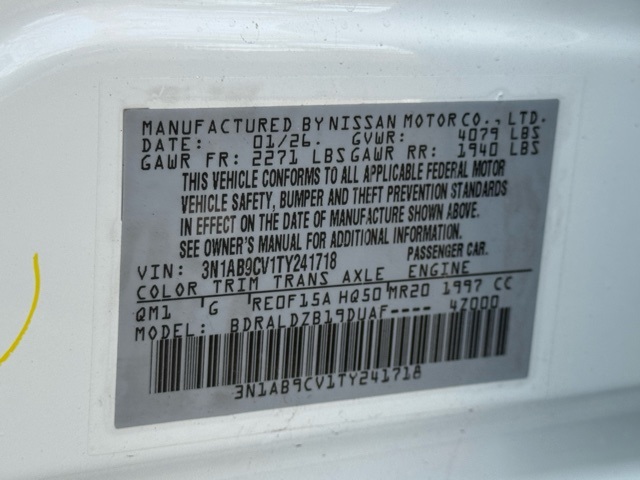 MANUFACTURED BY NISSAN MOTOR CO., LTD.
DATE: 01/26. GVWR: 4079 LBS
GAWR FR: 2271 LBS GAWR RR: 1940 LBS
THIS VEHICLE CONFORMS TO ALL APPLICABLE FEDERAL MOTOR
VEHICLE SAFETY, BUMPER AND THEFT PREVENTION STANDARDS
IN EFFECT ON THE DATE OF MANUFACTURE SHOWN ABOVE.
SEE OWNER'S MANUAL FOR ADDITIONAL INFORMATION.
VIN: 3N1AB9CV1TY241718 PASSENGER CAR.
COLOR TRIM TRANS AXLE ENGINE
QM1 G RE0F15A HQ50 MR20 1997 CC
MODEL: BDRALDZB19DUAF---- 4Z000
3N1AB9CV1TY241718